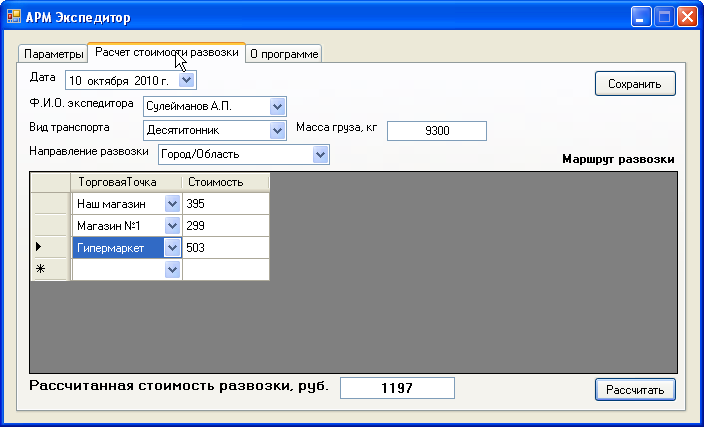 АРМ Экспедитор
Параметры Расчет стоимости развозки О программе
Дата 10 октября 2010 г. Сохранить
Ф.И.О. экспедитора Сулейманов А.П.
Вид транспорта Десятитонник Масса груза, кг 9300
Направление развозки Город/Область
Маршрут развозки
ТорговаяТочка Стоимость
Наш магазин 395
Магазин №1 299
Гипермаркет 503
Рассчитанная стоимость развозки, руб. 1197 Рассчитать